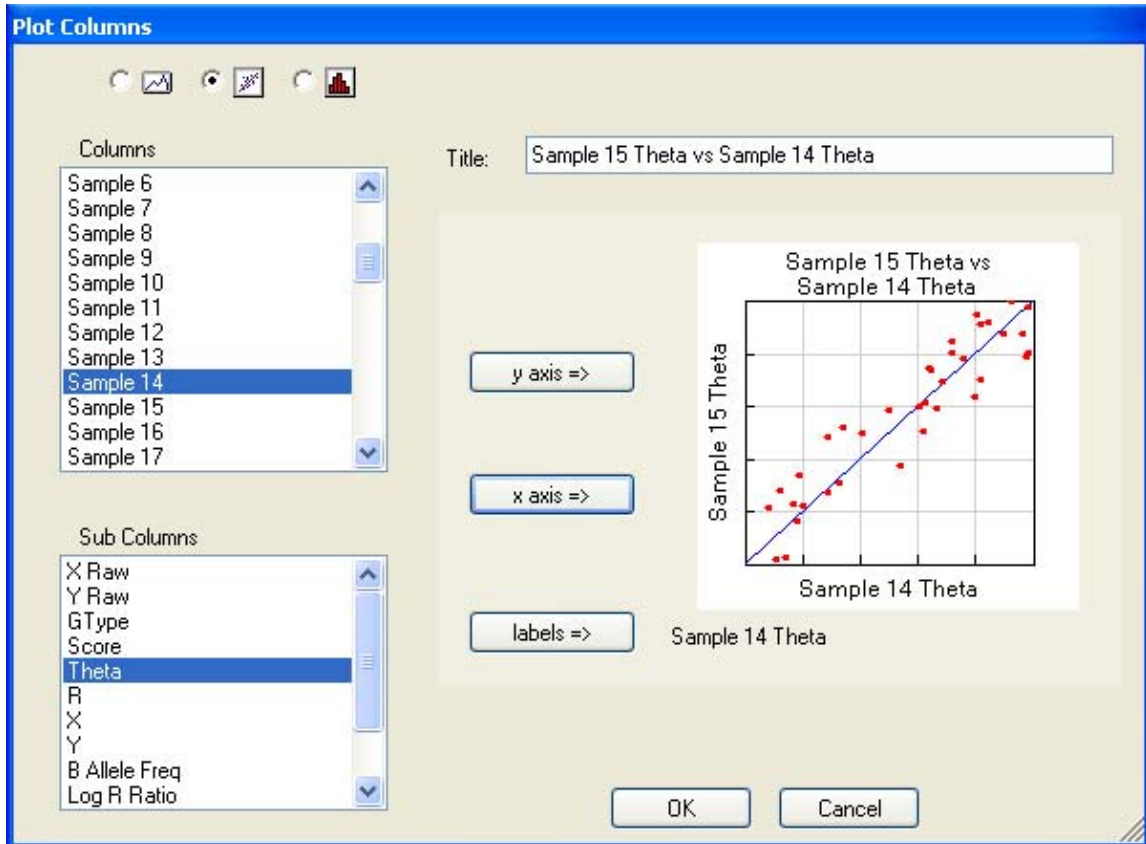 Plot Columns
Columns
Sample 6
Sample 7
Sample 8
Sample 9
Sample 10
Sample 11
Sample 12
Sample 13
Sample 14
Sample 15
Sample 16
Sample 17
Sub Columns
X Raw
Y Raw
GType
Score
Theta
R
X
Y
B Allele Freq
Log R Ratio
Title:
Sample 15 Theta vs Sample 14 Theta
y axis =>
x axis =>
labels =>
Sample 15 Theta vs
Sample 14 Theta
Sample 15 Theta
Sample 14 Theta
Sample 14 Theta
OK
Cancel